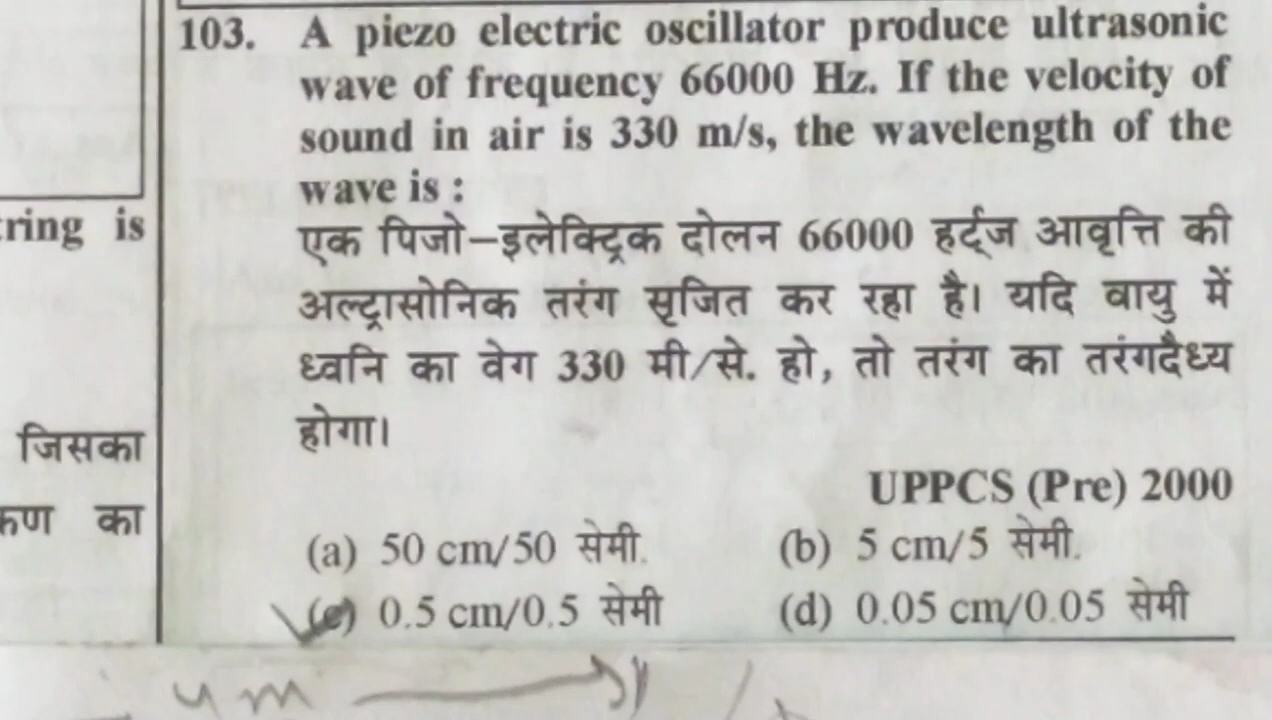 103. A piezo electric oscillator produce ultrasonic
wave of frequency 66000 Hz. If the velocity of
sound in air is 330 m/s, the wavelength of the
wave is :
ring is
एक पिजो–इलेक्ट्रिक दोलन 66000 हर्ट्ज आवृत्ति की
अल्ट्रासोनिक तरंग सृजित कर रहा है। यदि वायु में
ध्वनि का वेग 330 मी/से. हो, तो तरंग का तरंगदैध्य
होगा।
जिसका
UPPCS (Pre) 2000
का
(a) 50 cm/50 सेमी. (b) 5 cm/5 सेमी.
(c) 0.5 cm/0.5 सेमी (d) 0.05 cm/0.05 सेमी